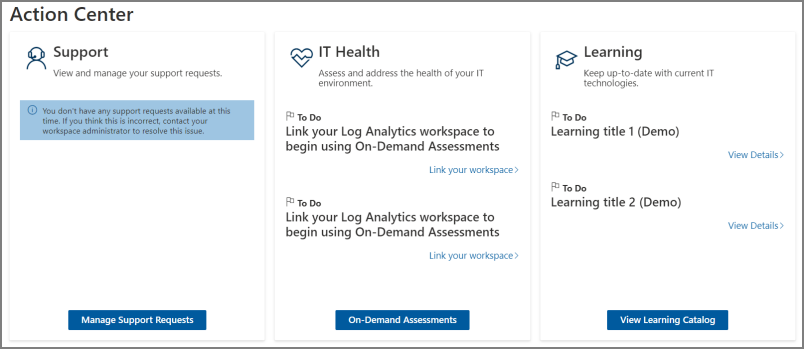 Action Center
Support
View and manage your support requests.
You don't have any support requests available at this
time. If you think this is incorrect, contact your
workspace administrator to resolve this issue.
Manage Support Requests
IT Health
Assess and address the health of your IT
environment.
To Do
Link your Log Analytics workspace to
begin using On-Demand Assessments
Link your workspace
To Do
Link your Log Analytics workspace to
begin using On-Demand Assessments
Link your workspace
On-Demand Assessments
Learning
Keep up-to-date with current IT
technologies.
To Do
Learning title 1 (Demo)
View Details
To Do
Learning title 2 (Demo)
View Details
View Learning Catalog